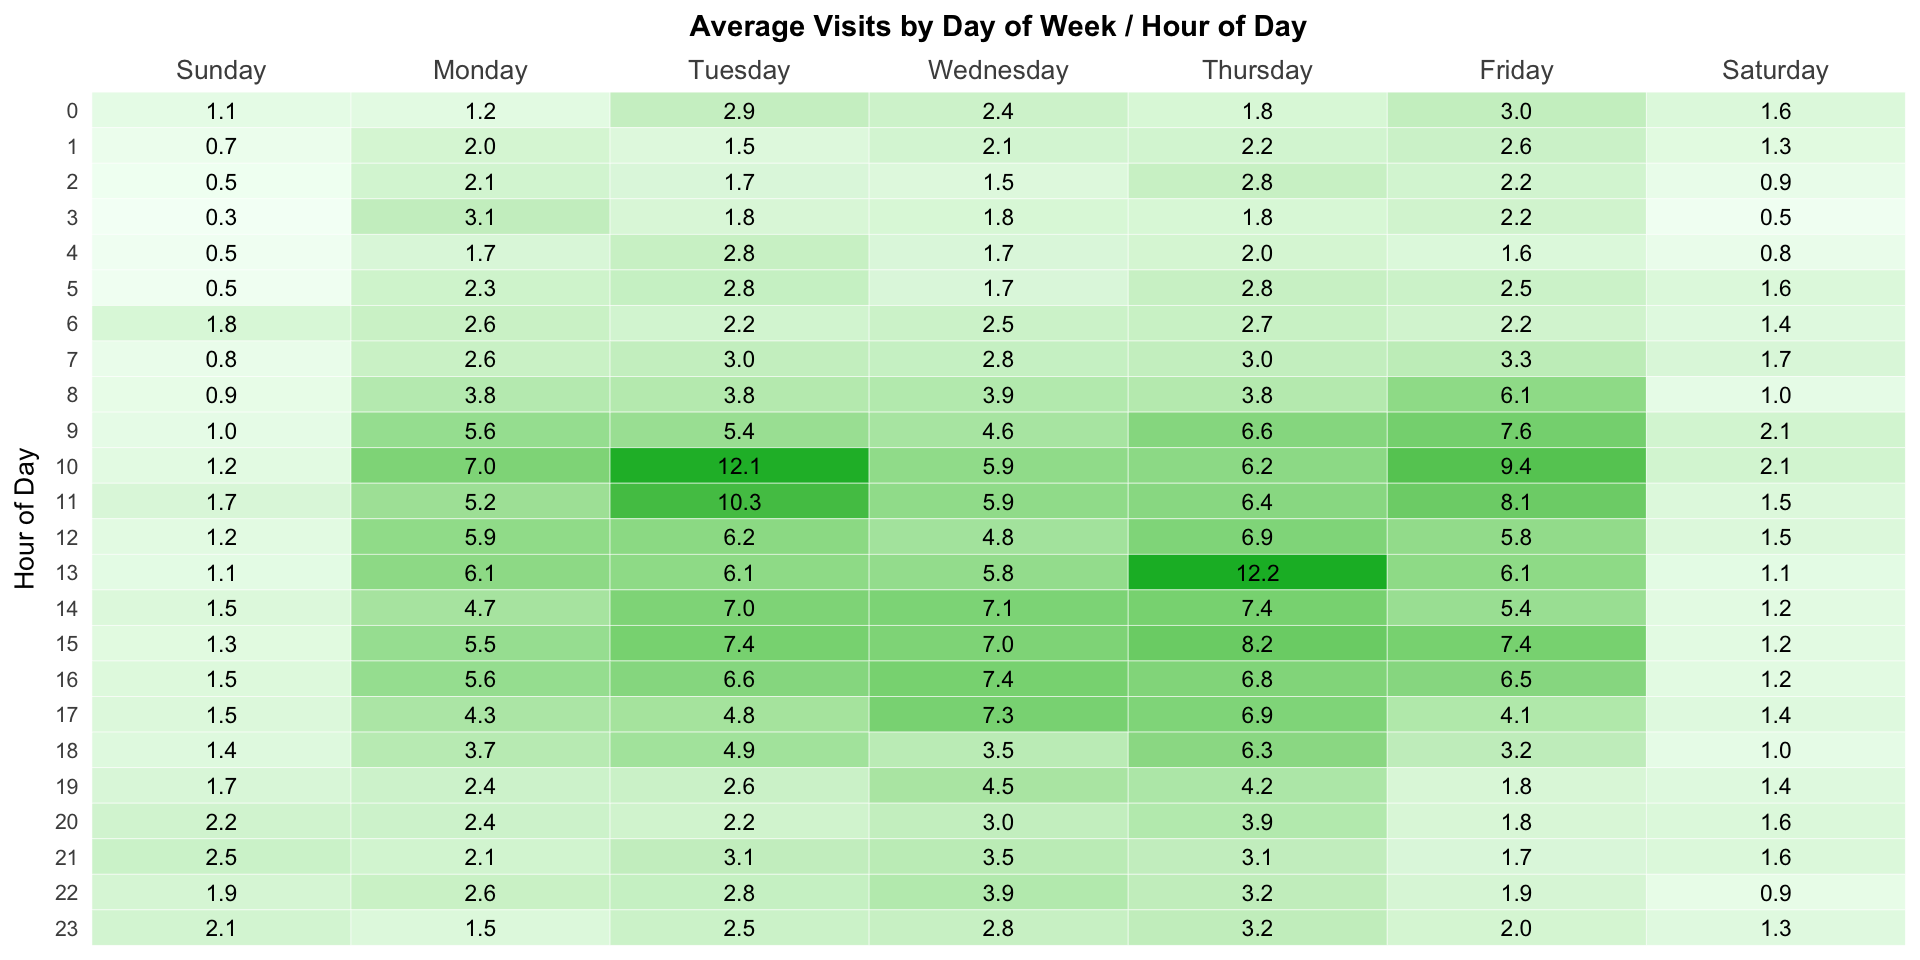 Average Visits by Day of Week / Hour of Day
Sunday Monday Tuesday Wednesday Thursday Friday Saturday
0 1.1 1.2 2.9 2.4 1.8 3.0 1.6
1 0.7 2.0 1.5 2.1 2.2 2.6 1.3
2 0.5 2.1 1.7 1.5 2.8 2.2 0.9
3 0.3 3.1 1.8 1.8 1.8 2.2 0.5
4 0.5 1.7 2.8 1.7 2.0 1.6 0.8
5 0.5 2.3 2.8 1.7 2.8 2.5 1.6
6 1.8 2.6 2.2 2.5 2.7 2.2 1.4
7 0.8 2.6 3.0 2.8 3.0 3.3 1.7
8 0.9 3.8 3.8 3.9 3.8 6.1 1.0
9 1.0 5.6 5.4 4.6 6.6 7.6 2.1
10 1.2 7.0 12.1 5.9 6.2 9.4 2.1
11 1.7 5.2 10.3 5.9 6.4 8.1 1.5
12 1.2 5.9 6.2 4.8 6.9 5.8 1.5
13 1.1 6.1 6.1 5.8 12.2 6.1 1.1
14 1.5 4.7 7.0 7.1 7.4 5.4 1.2
15 1.3 5.5 7.4 7.0 8.2 7.4 1.2
16 1.5 5.6 6.6 7.4 6.8 6.5 1.2
17 1.5 4.3 4.8 7.3 6.9 4.1 1.4
18 1.4 3.7 4.9 3.5 6.3 3.2 1.0
19 1.7 2.4 2.6 4.5 4.2 1.8 1.4
20 2.2 2.4 2.2 3.0 3.9 1.8 1.6
21 2.5 2.1 3.1 3.5 3.1 1.7 1.6
22 1.9 2.6 2.8 3.9 3.2 1.9 0.9
23 2.1 1.5 2.5 2.8 3.2 2.0 1.3
Hour of Day